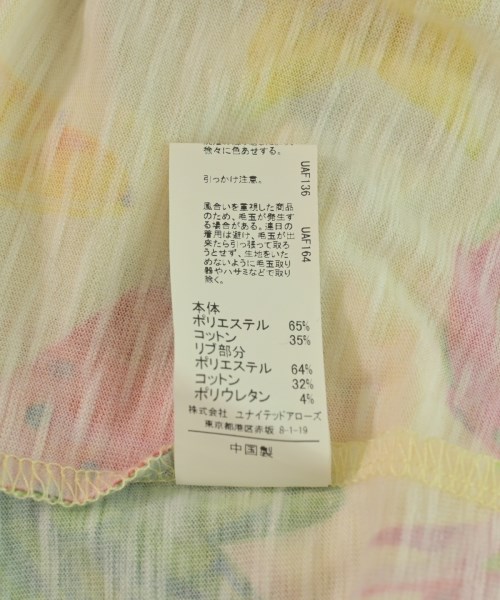 徐々に色あせする。
引っかけ注意。
風合いを重視した商品
のため、毛玉が発生す
る場合がある。連日の
着用は避け、毛玉が出
来たら引っ張って取ろ
うとせず、生地をいた
めないように毛玉取り
器やハサミなどで取り
除く。
UAF136 UAF164
本体
ポリエステル 65%
コットン 35%
リブ部分
ポリエステル 64%
コットン 32%
ポリウレタン 4%
株式会社 ユナイテッドアローズ
東京都港区赤坂 8-1-19
中国製